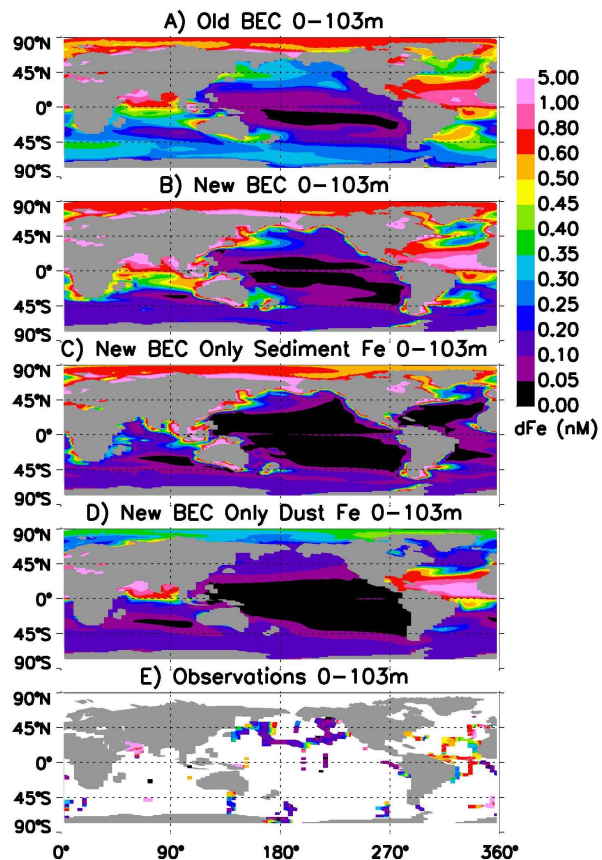 A) Old BEC 0-103m
90°N
45°N
0°
45°S
90°S
B) New BEC 0-103m
90°N
45°N
0°
45°S
90°S
C) New BEC Only Sediment Fe 0-103m
90°N
45°N
0°
45°S
90°S
D) New BEC Only Dust Fe 0-103m
90°N
45°N
0°
45°S
90°S
E) Observations 0-103m
90°N
45°N
0°
45°S
90°S
0° 90° 180° 270° 360°
5.00
1.00
0.80
0.60
0.50
0.45
0.40
0.35
0.30
0.25
0.20
0.10
0.05
0.00
dFe (nM)